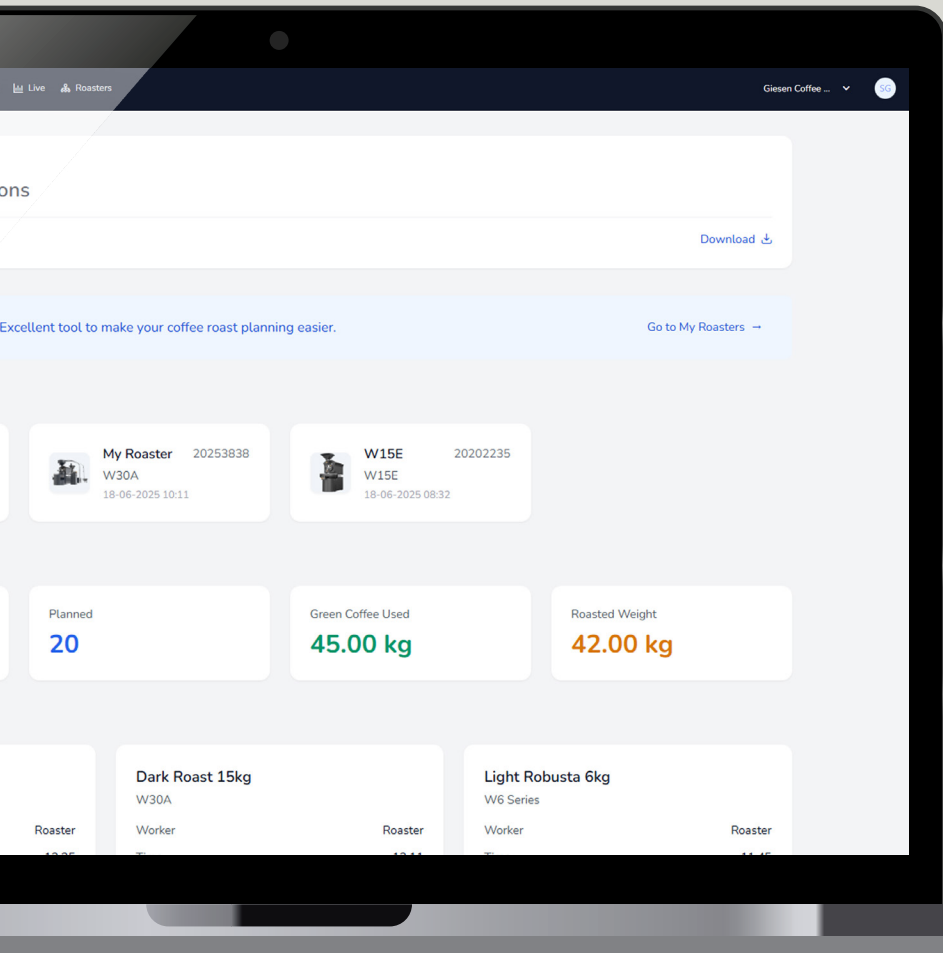 Live Roasters Giesen Coffee ... SG
ons
Download
Excellent tool to make your coffee roast planning easier. Go to My Roasters →
My Roaster 20253838
W30A
18-06-2025 10:11
W15E 20202235
W15E
18-06-2025 08:32
Planned
20
Green Coffee Used
45.00 kg
Roasted Weight
42.00 kg
Roaster
Dark Roast 15kg
W30A
Worker Roaster
Light Robusta 6kg
W6 Series
Worker Roaster